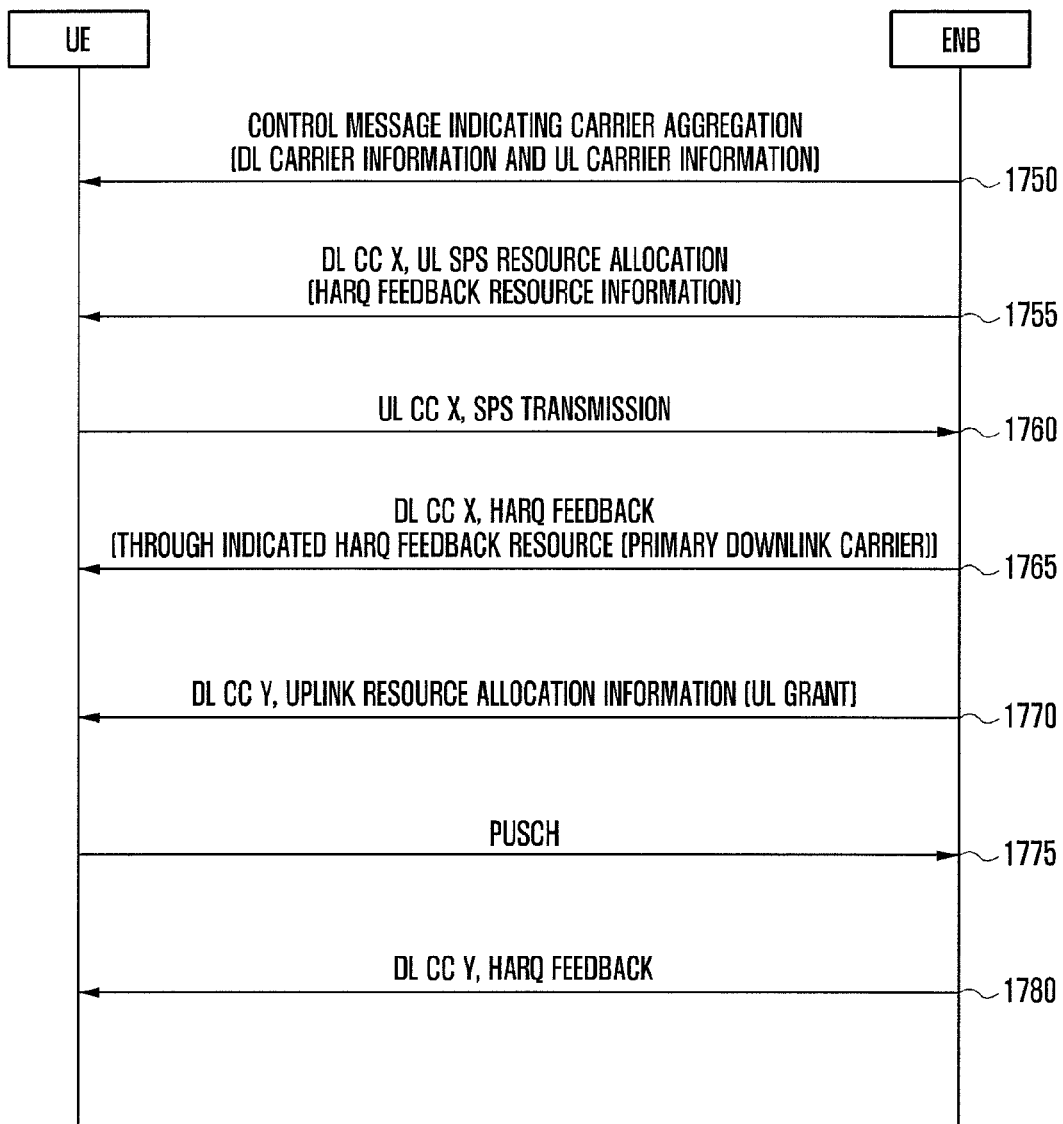 UE
ENB
CONTROL MESSAGE INDICATING CARRIER AGGREGATION
(DL CARRIER INFORMATION AND UL CARRIER INFORMATION)
1750
DL CC X, UL SPS RESOURCE ALLOCATION
(HARQ FEEDBACK RESOURCE INFORMATION)
1755
UL CC X, SPS TRANSMISSION
1760
DL CC X, HARQ FEEDBACK
(THROUGH INDICATED HARQ FEEDBACK RESOURCE (PRIMARY DOWNLINK CARRIER))
1765
DL CC Y, UPLINK RESOURCE ALLOCATION INFORMATION (UL GRANT)
1770
PUSCH
1775
DL CC Y, HARQ FEEDBACK
1780